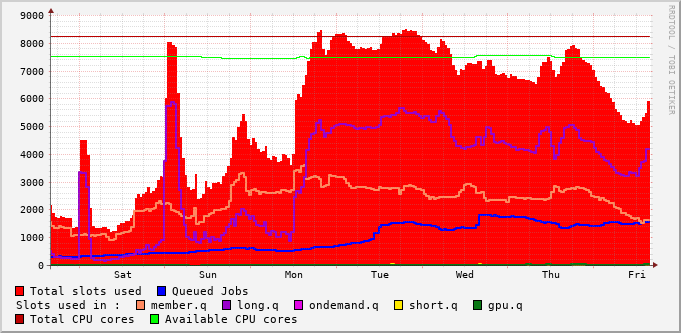 9000
8000
7000
6000
5000
4000
3000
2000
1000
0
Sat Sun Mon Tue Wed Thu Fri
RRDTOOL / TOBI OETIKER
Total slots used Queued Jobs
Slots used in : member.q long.q ondemand.q short.q gpu.q
Total CPU cores Available CPU cores